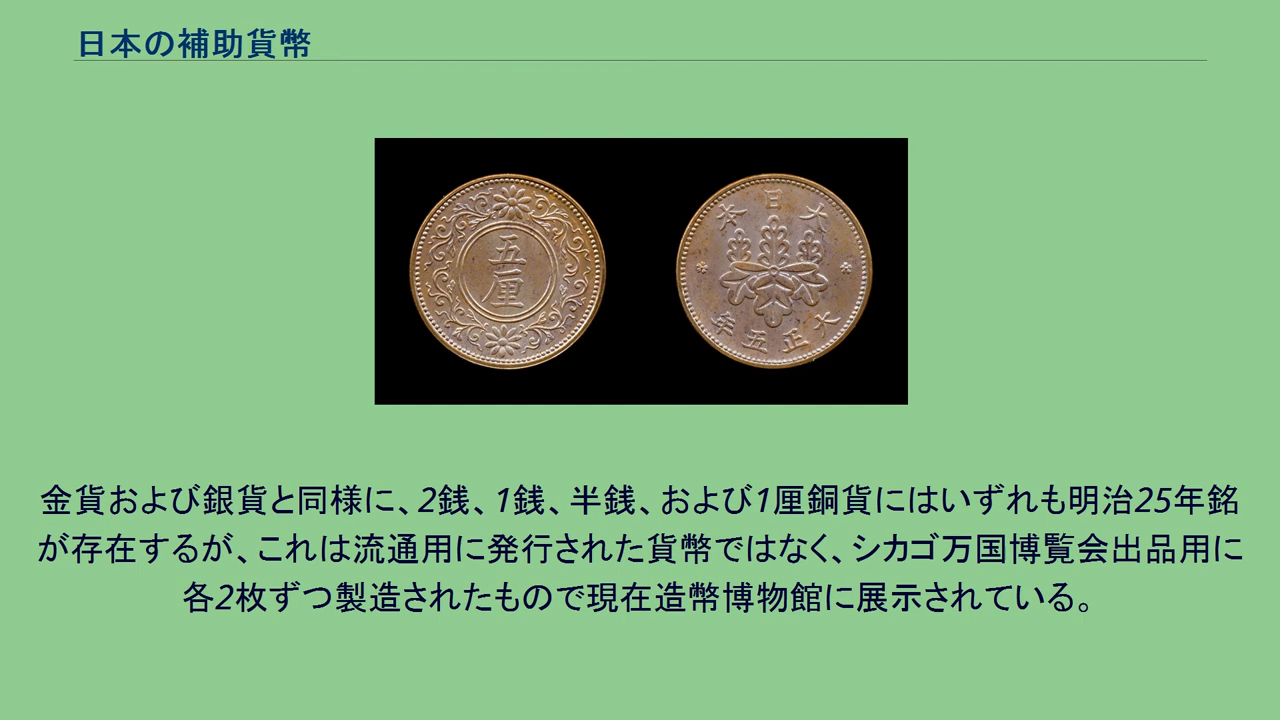 日本の補助貨幣
五
厘
大日本
大正五年
金貨および銀貨と同様に、2銭、1銭、半銭、および1厘銅貨にはいずれも明治25年銘
が存在するが、これは流通用に発行された貨幣ではなく、シカゴ万国博覧会出品用に
各2枚ずつ製造されたもので現在造幣博物館に展示されている。